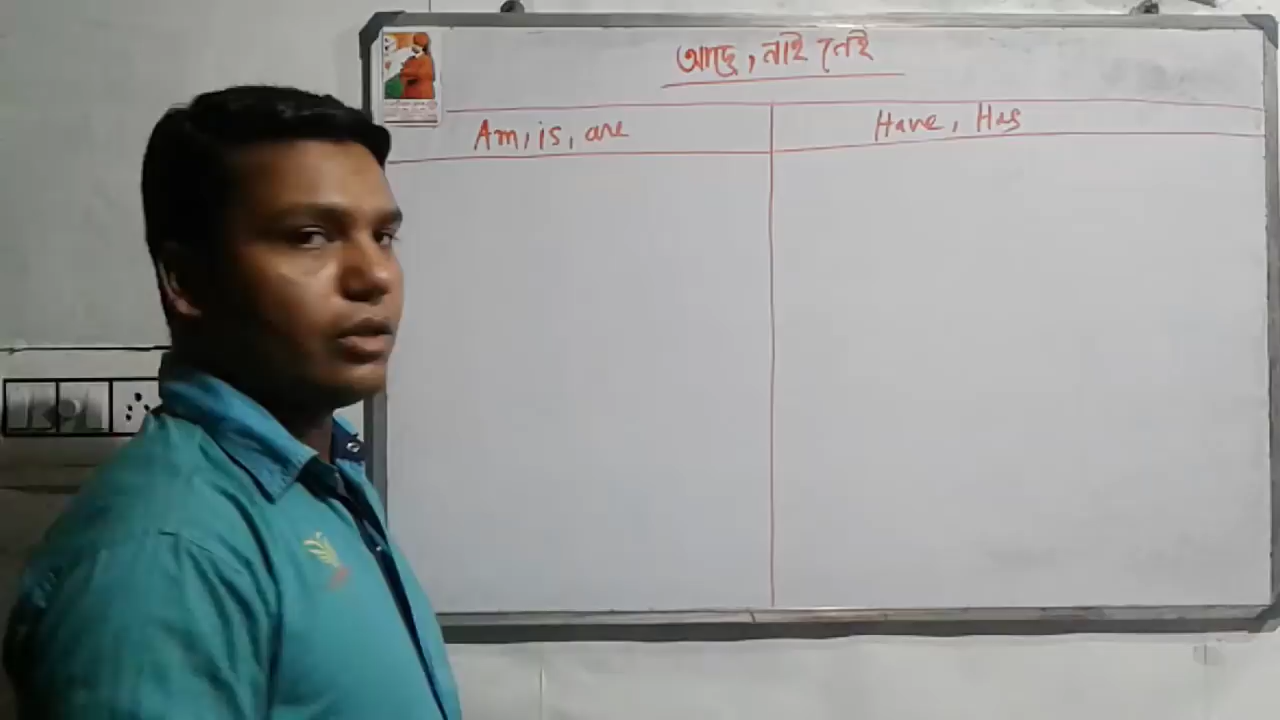 আছে, নাই নেই
Am, is, are
Have, Has